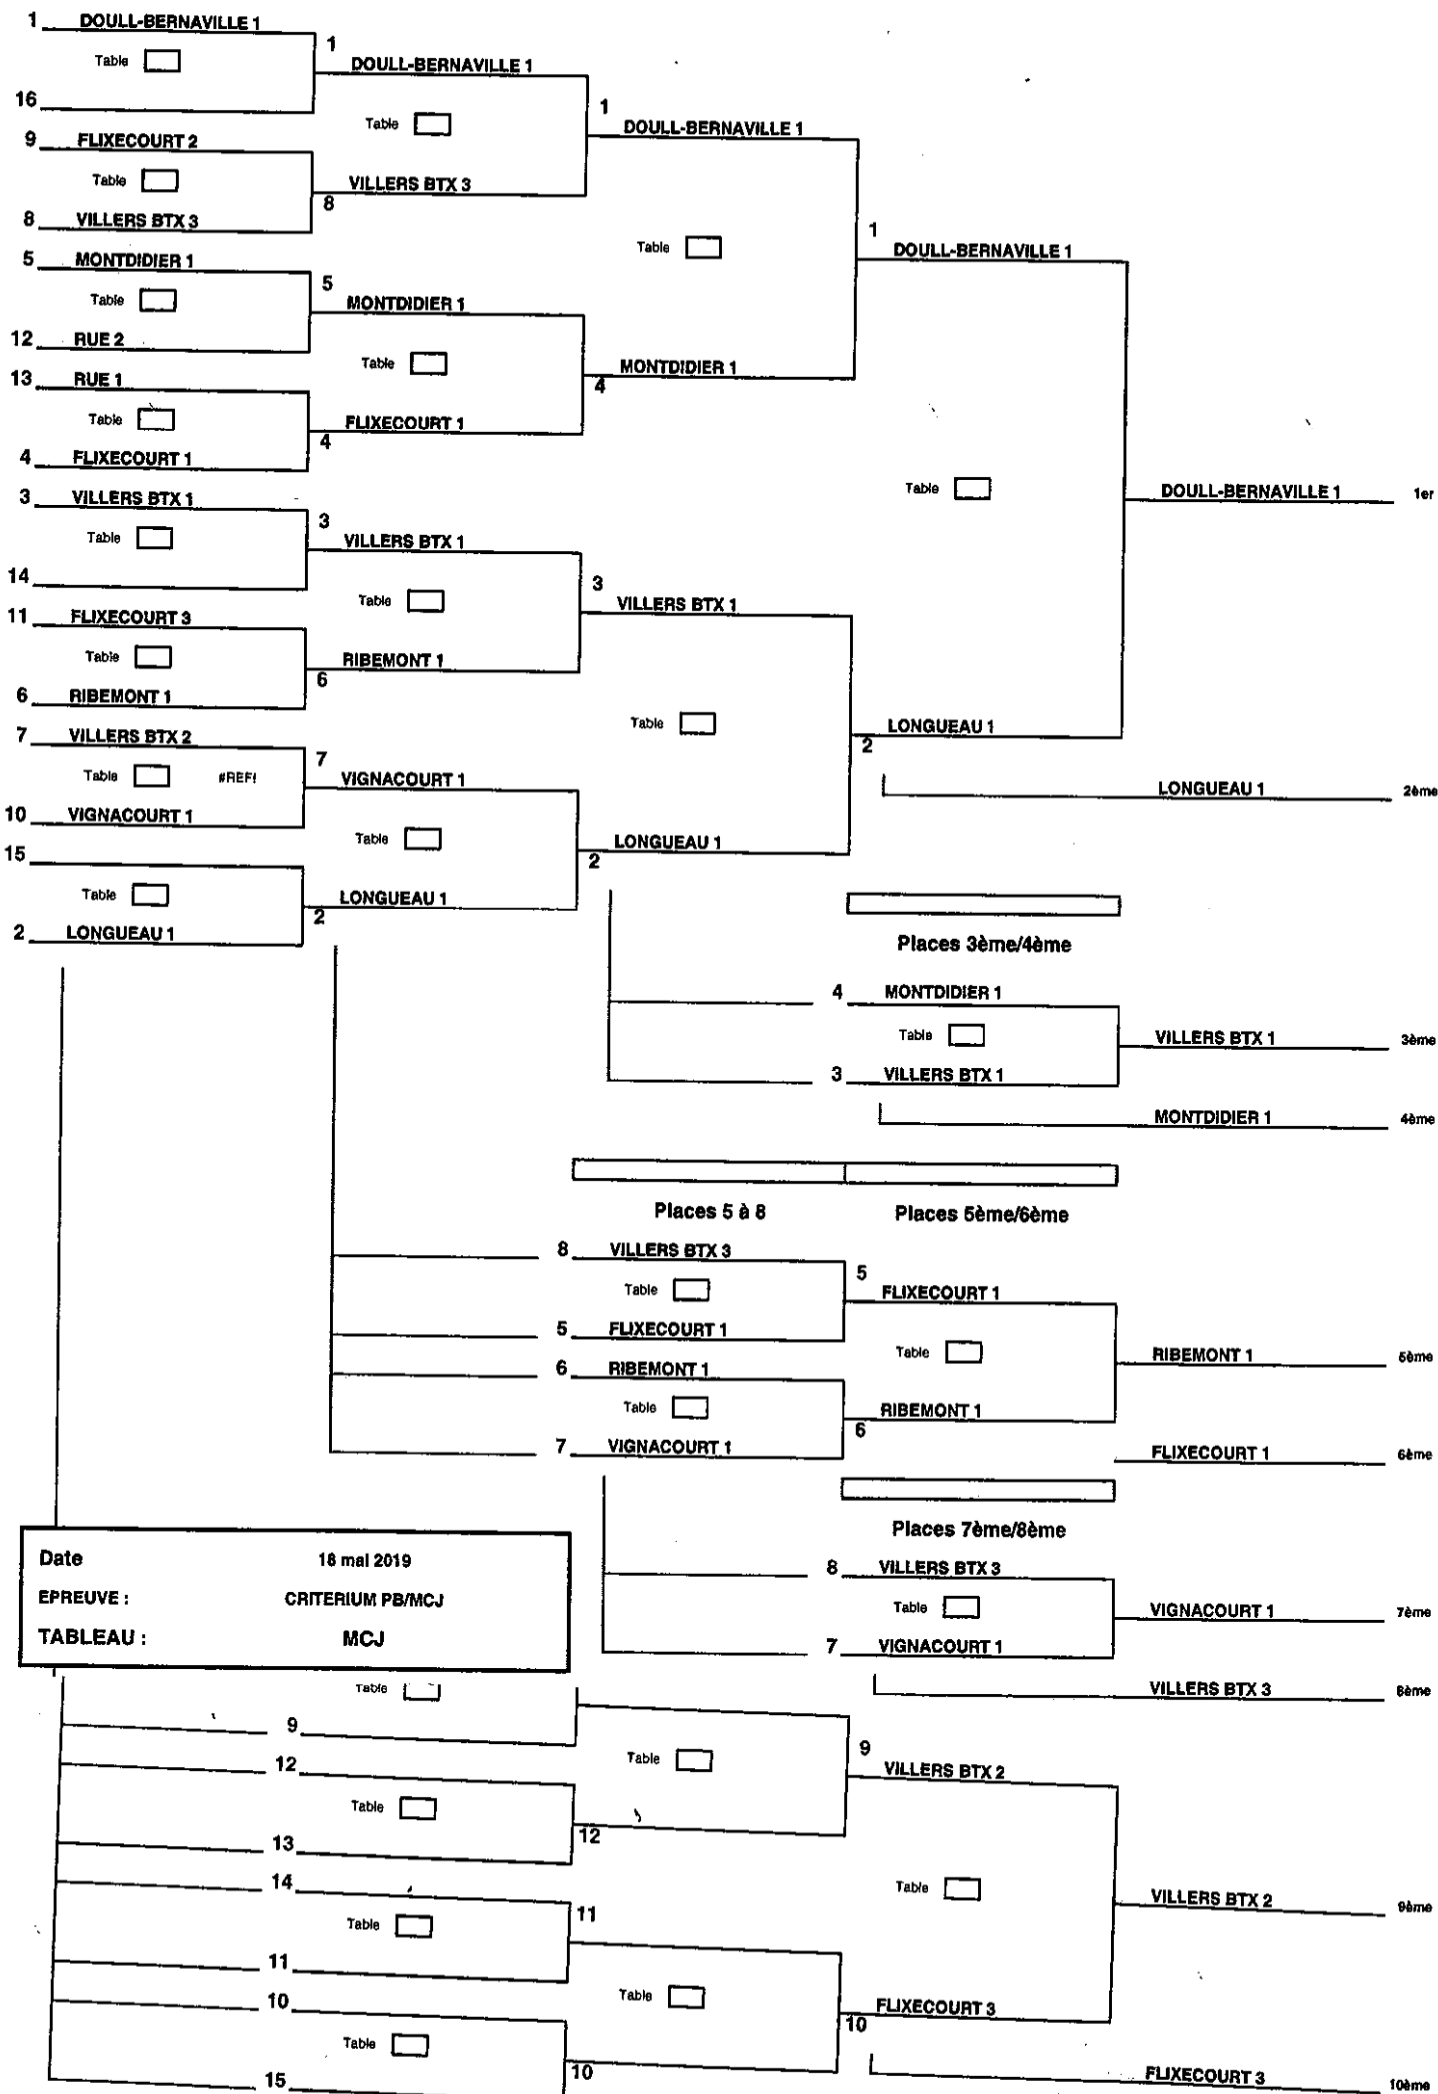 1 DOULL-BERNAVILLE 1
Table
1 DOULL-BERNAVILLE 1
16
Table
1 DOULL-BERNAVILLE 1
9 FLIXECOURT 2
Table
8 VILLERS BTX 3
8 VILLERS BTX 3
Table
1 DOULL-BERNAVILLE 1
5 MONTDIDIER 1
Table
5 MONTDIDIER 1
12 RUE 2
Table
4 MONTDIDIER 1
13 RUE 1
Table
4 FLIXECOURT 1
4 FLIXECOURT 1
Table
DOULL-BERNAVILLE 1 1er
3 VILLERS BTX 1
Table
3 VILLERS BTX 1
14
Table
3 VILLERS BTX 1
11 FLIXECOURT 3
Table
6 RIBEMONT 1
6 RIBEMONT 1
Table
2 LONGUEAU 1
7 VILLERS BTX 2
Table #REF!
7 VIGNACOURT 1
LONGUEAU 1 2ème
10 VIGNACOURT 1
Table
2 LONGUEAU 1
15
Table
2 LONGUEAU 1
2 LONGUEAU 1
Places 3ème/4ème
4 MONTDIDIER 1
Table
VILLERS BTX 1 3ème
3 VILLERS BTX 1
MONTDIDIER 1 4ème
Places 5 à 8 Places 5ème/6ème
8 VILLERS BTX 3
Table
5 FLIXECOURT 1
5 FLIXECOURT 1
Table
RIBEMONT 1 5ème
6 RIBEMONT 1
Table
6 RIBEMONT 1
7 VIGNACOURT 1
FLIXECOURT 1 6ème
Places 7ème/8ème
Date 18 mai 2019
EPREUVE : CRITERIUM PB/MCJ
TABLEAU : MCJ
8 VILLERS BTX 3
Table
VIGNACOURT 1 7ème
7 VIGNACOURT 1
VILLERS BTX 3 8ème
Table
9
Table
9 VILLERS BTX 2
12
Table
12
13
Table
VILLERS BTX 2 9ème
14
Table
11
11
Table
10 FLIXECOURT 3
10
Table
10
15
FLIXECOURT 3 10ème